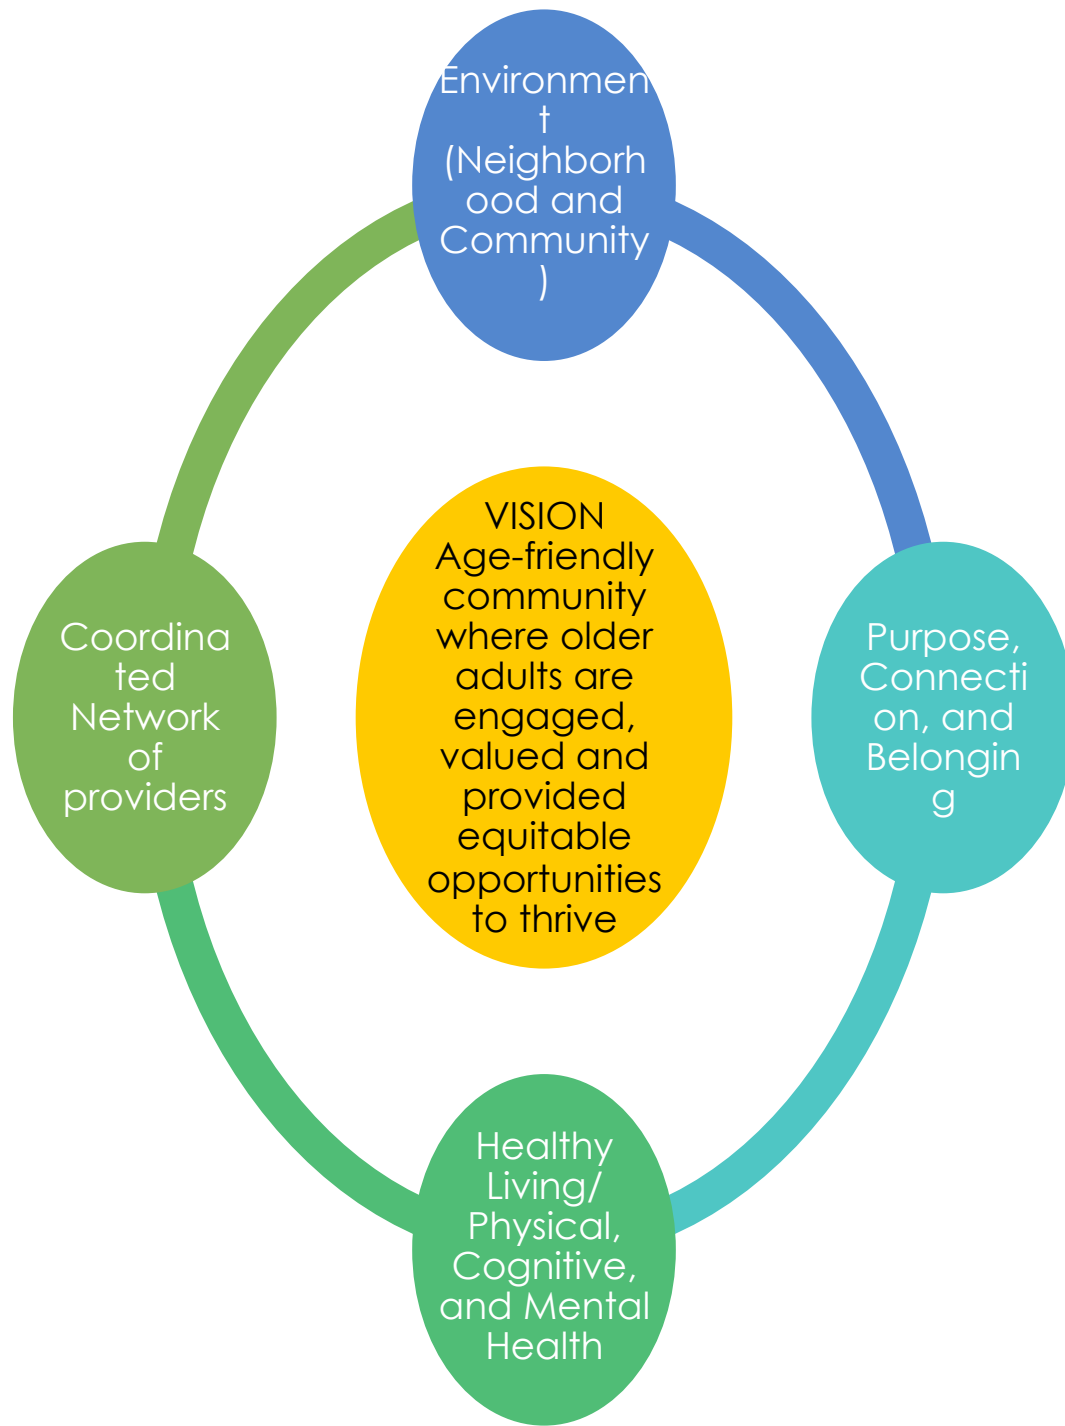 Environmen
t
(Neighborh
ood and
Community
)
VISION
Age-friendly
community
where older
adults are
engaged,
valued and
provided
equitable
opportunities
to thrive
Coordina
ted
Network
of
providers
Purpose,
Connecti
on, and
Belongin
g
Healthy
Living/
Physical,
Cognitive,
and Mental
Health